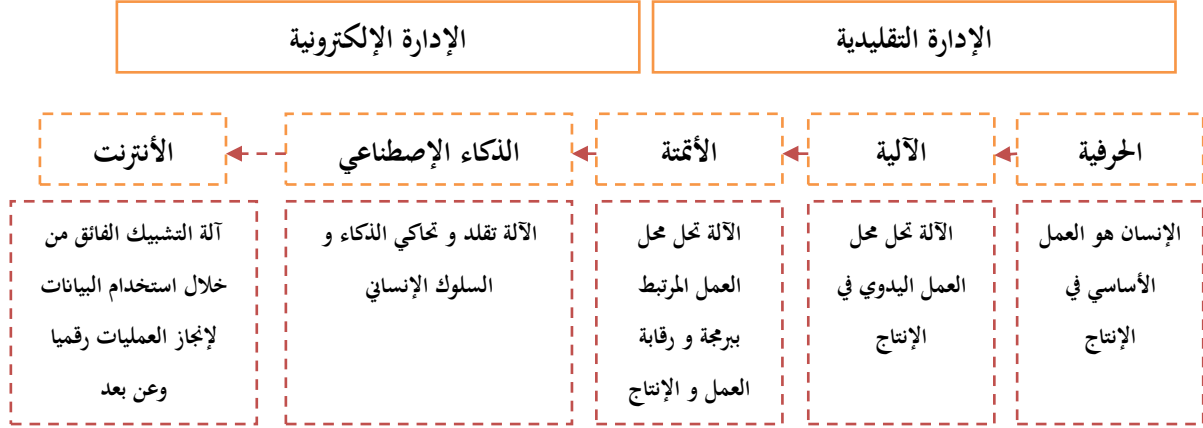 الإدارة التقليدية
الإدارة الإلكترونية
الحرفية
الآلية
الأتمتة
الذكاء الإصطناعي
الأنترنت
الإنسان هو العمل
الأساسي في
الإنتاج
الآلة تحل محل
العمل اليدوي في
الإنتاج
الآلة تحل محل
العمل المرتبط
ببرمجة و رقابة
العمل و الإنتاج
الآلة تقلد و تحاكي الذكاء و
السلوك الإنساني
آلة التشبيك الفائق من
خلال استخدام البيانات
لإنجاز العمليات رقميا
وعن بعد